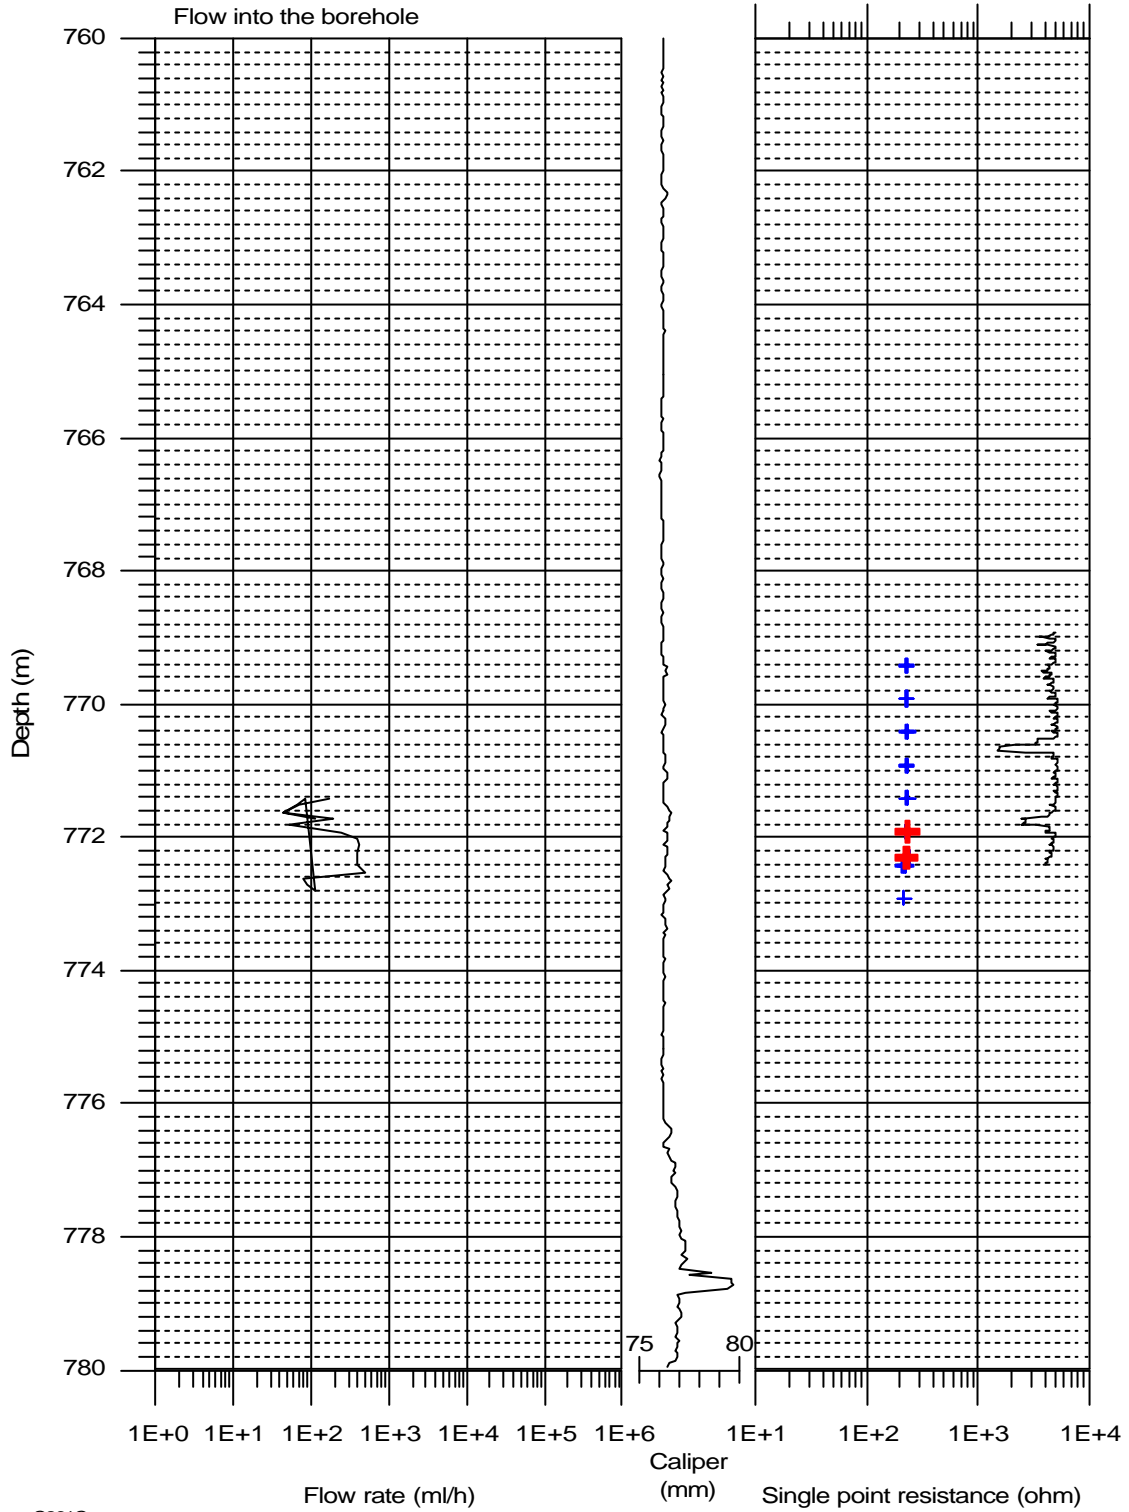 Flow into the borehole
760
762
764
766
768
770
772
774
776
778
780
Depth (m)
75 80
1E+0 1E+1 1E+2 1E+3 1E+4 1E+5 1E+6
1E+1 1E+2 1E+3 1E+4
Caliper
(mm)
Flow rate (ml/h)
Single point resistance (ohm)